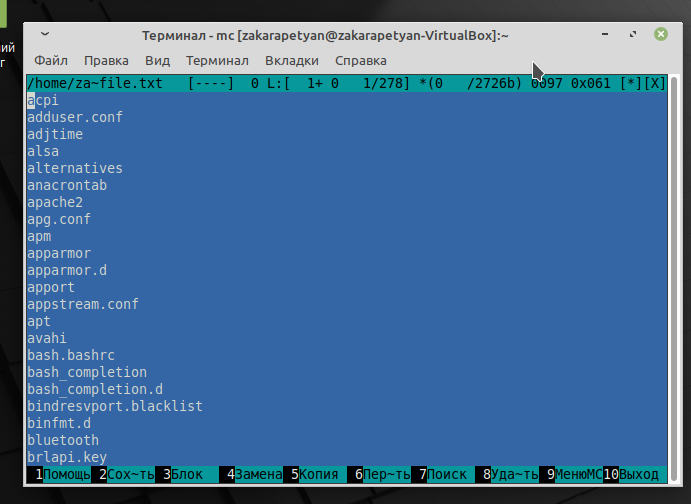 ий
г
Терминал - mc [zakarapetyan@zakarapetyan-VirtualBox]:~
Файл Правка Вид Терминал Вкладки Справка
/home/za~file.txt [----] 0 L:[ 1+ 0 1/278] *(0 /2726b) 0097 0x061 [*][X]
acpi
adduser.conf
adjtime
alsa
alternatives
anacrontab
apache2
apg.conf
apm
apparmor
apparmor.d
apport
appstream.conf
apt
avahi
bash.bashrc
bash_completion
bash_completion.d
bindresvport.blacklist
binfmt.d
bluetooth
brlapi.key
1Помощь 2Сох~ть 3Блок 4Замена 5Копия 6Пер~ть 7Поиск 8Уда~ть 9МенюMC 10Выход